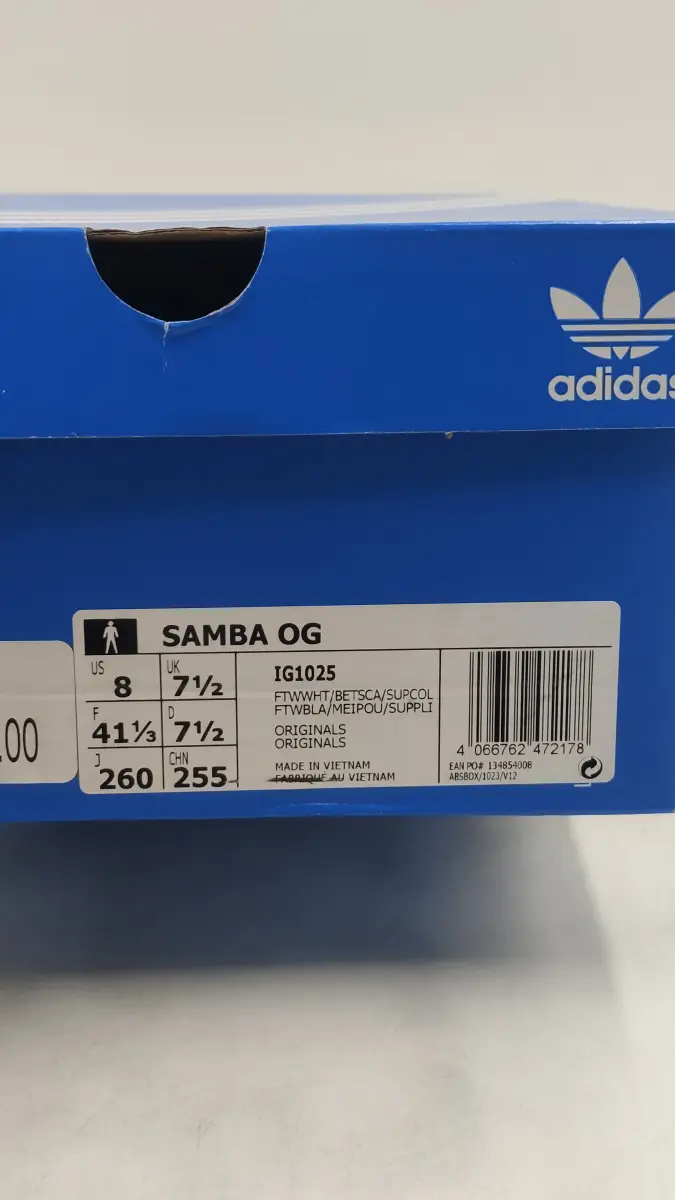 adidas
.00
SAMBA OG
US 8
UK 7½
F 41⅓
D 7½
J 260
CHN 255
IG1025
FTWWHT/BETSCA/SUPCOL
FTWBLA/MEIPOU/SUPPLI
ORIGINALS
ORIGINALS
MADE IN VIETNAM
FABRIQUÉ AU VIETNAM
4 066762 472178
EAN PO# 134854008
ABSBOX/1023/V12